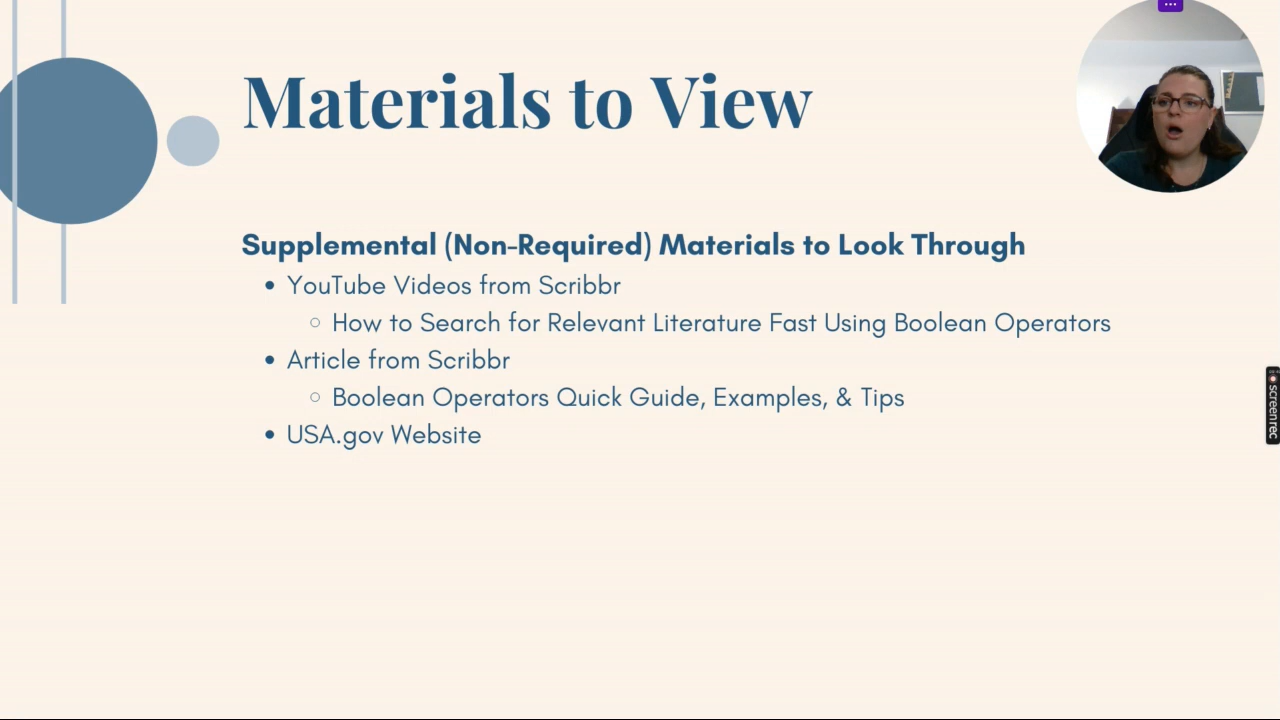 Materials to View
Supplemental (Non-Required) Materials to Look Through
YouTube Videos from Scribbr
How to Search for Relevant Literature Fast Using Boolean Operators
Article from Scribbr
Boolean Operators Quick Guide, Examples, & Tips
USA.gov Website
screenrec